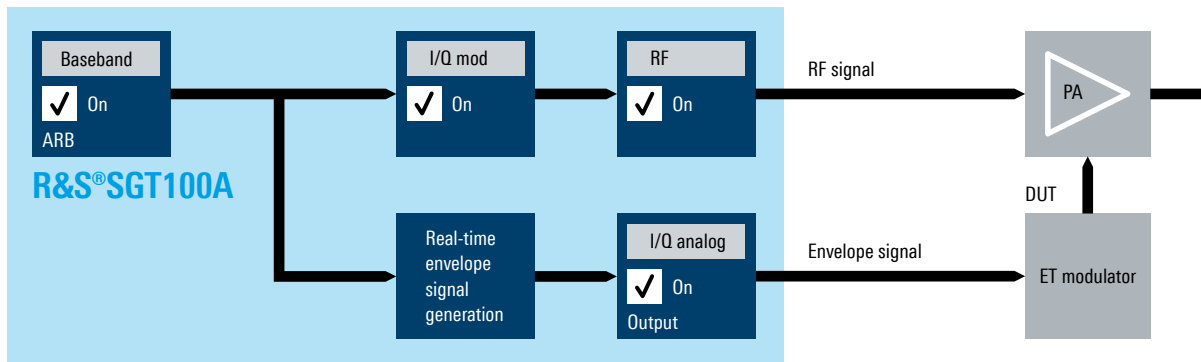 Baseband
On
ARB
I/Q mod
On
RF
On
RF signal
PA
R&S®SGT100A
Real-time
envelope
signal
generation
I/Q analog
On
Output
Envelope signal
DUT
ET modulator